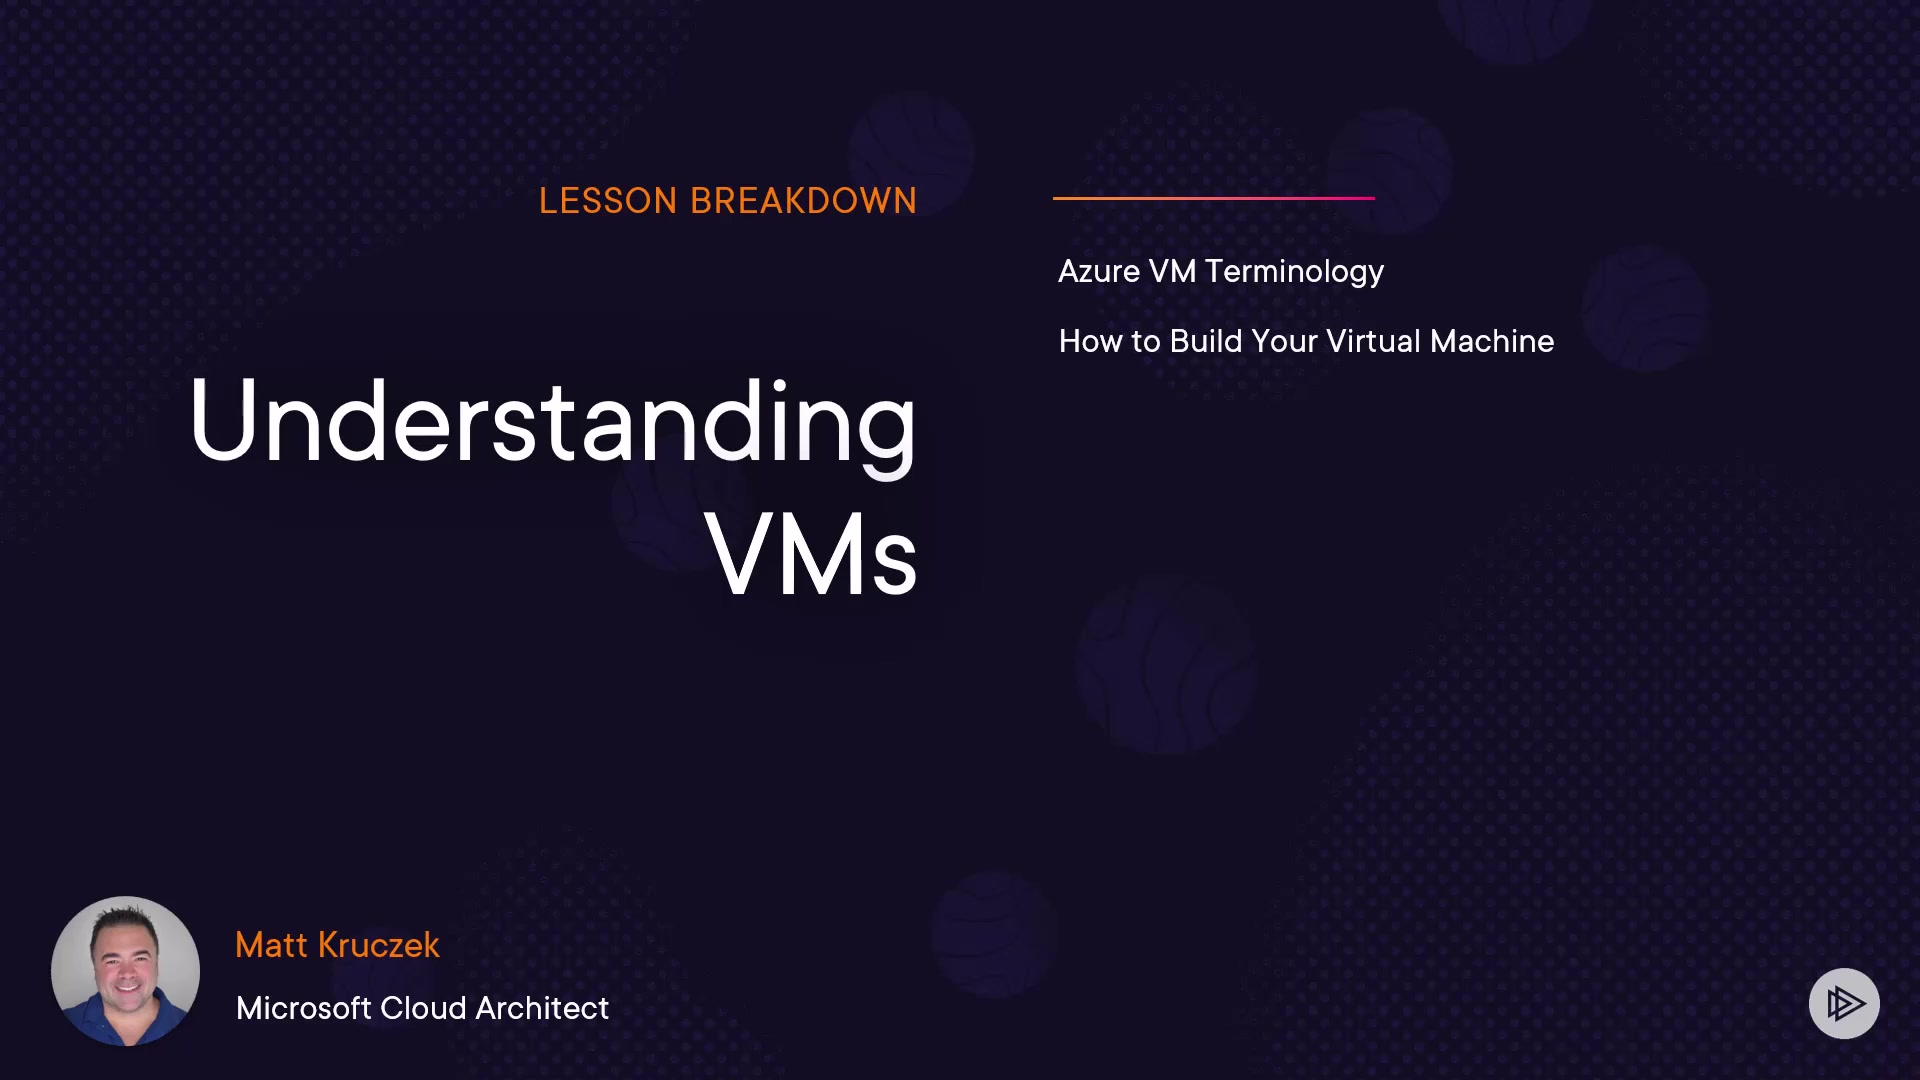 LESSON BREAKDOWN
Understanding
VMs
Azure VM Terminology
How to Build Your Virtual Machine
Matt Kruczek
Microsoft Cloud Architect